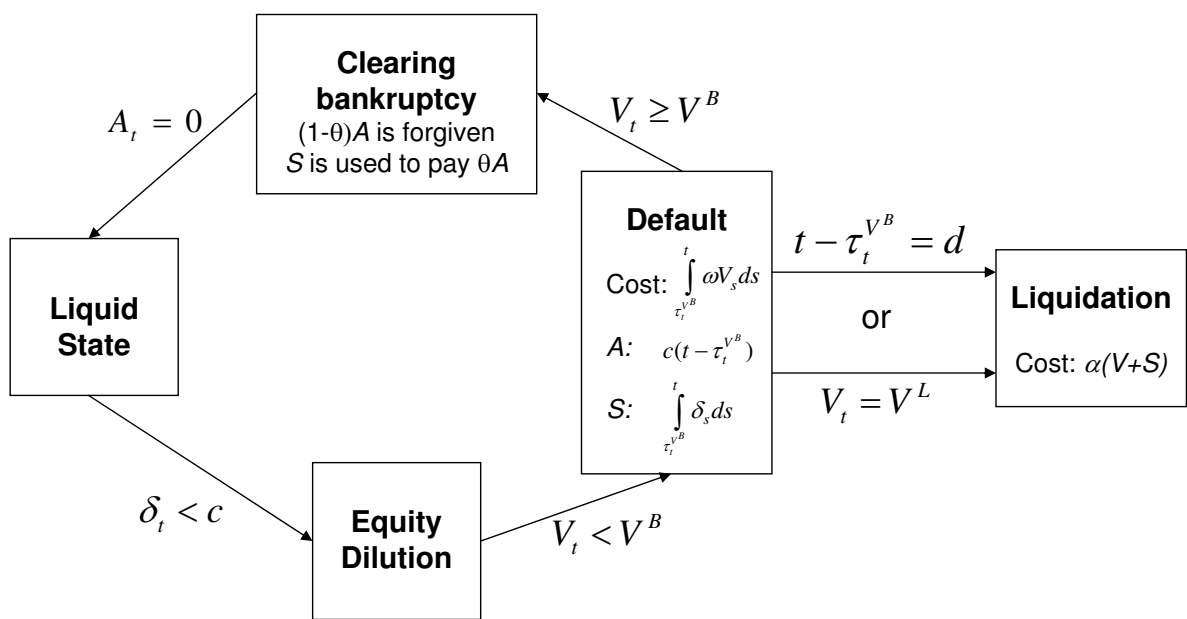 Clearing
bankruptcy
(1-θ)A is forgiven
S is used to pay θA
A_t = 0
V_t ≥ V^B
Liquid
State
Default
Cost: ∫_{τ_t^{V^B}}^{t} ωV_s ds
A: c(t − τ_t^{V^B})
S: ∫_{τ_t^{V^B}}^{t} δ_s ds
t − τ_t^{V^B} = d
or
V_t = V^L
Liquidation
Cost: α(V+S)
δ_t < c
Equity
Dilution
V_t < V^B